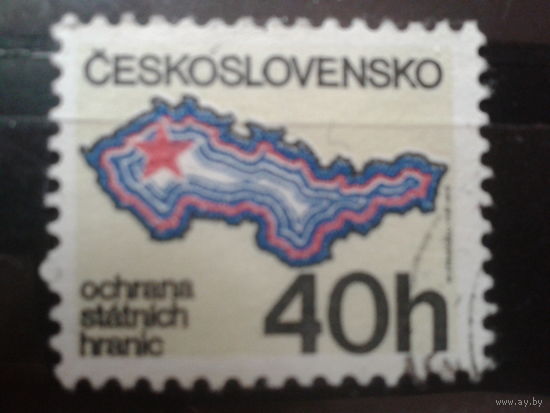 ČESKOSLOVENSKO
ochrana
státních
hranic
40h
www.ay.by